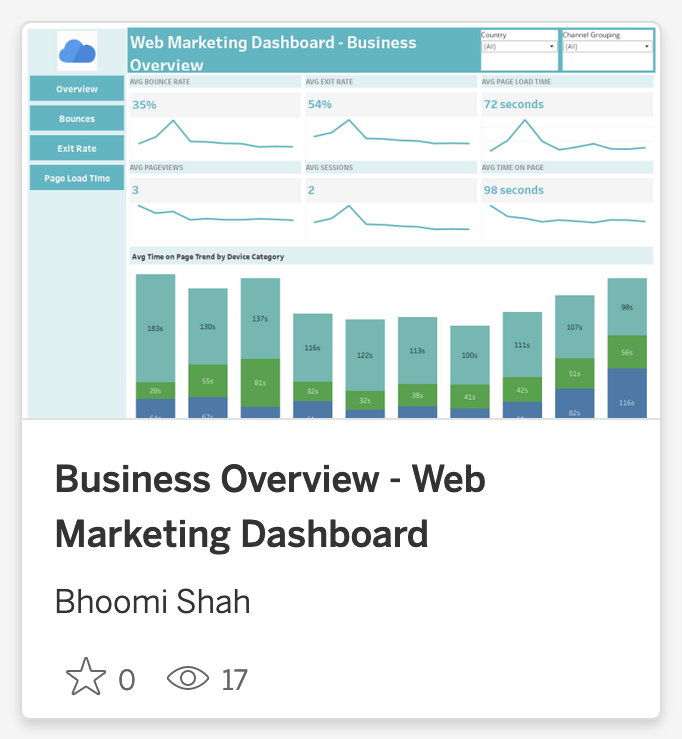 Web Marketing Dashboard - Business
Overview
Country
(All)
Channel Grouping
(All)
Overview
Bounces
Exit Rate
Page Load Time
AVG BOUNCE RATE
AVG EXIT RATE
AVG PAGE LOAD TIME
35%
54%
72 seconds
AVG PAGEVIEWS
AVG SESSIONS
AVG TIME ON PAGE
3
2
98 seconds
Avg Time on Page Trend by Device Category
183s 130s 137s 116s 122s 113s 100s 111s 107s 98s
28s 55s 81s 32s 32s 38s 41s 42s 51s 56s
82s 116s
Business Overview - Web
Marketing Dashboard
Bhoomi Shah
0 17